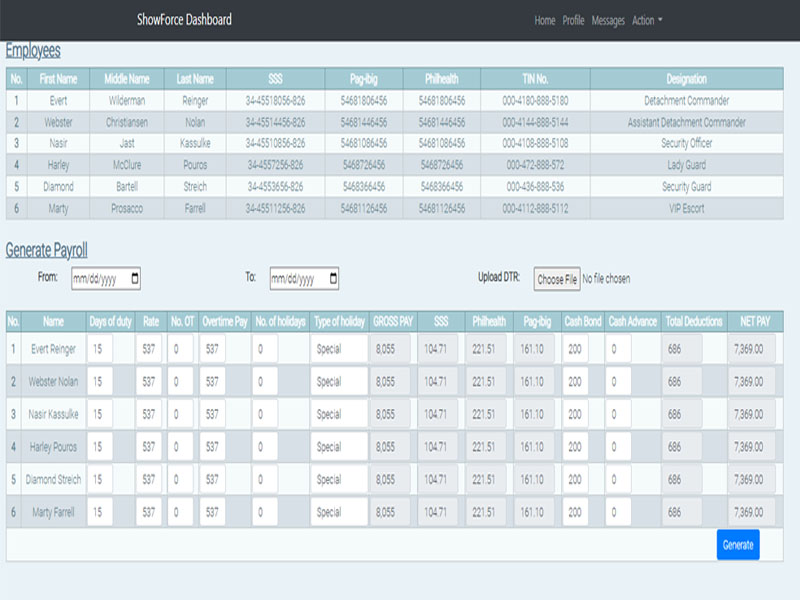 ShowForce Dashboard Home Profile Messages Action
Employees
No. First Name Middle Name Last Name SSS Pag-ibig Philhealth TIN No. Designation
1 Evert Wilderman Reinger 34-45518056-826 54681806456 54681806456 000-4180-888-5180 Detachment Commander
2 Webster Christiansen Nolan 34-45514456-826 54681446456 54681446456 000-4144-888-5144 Assistant Detachment Commander
3 Nasir Jast Kassulke 34-45510856-826 54681086456 54681086456 000-4108-888-5108 Security Officer
4 Harley McClure Pouros 34-4557256-826 5468726456 5468726456 000-472-888-572 Lady Guard
5 Diamond Bartell Streich 34-4553656-826 5468366456 5468366456 000-436-888-536 Security Guard
6 Marty Prosacco Farrell 34-45511256-826 54681126456 54681126456 000-4112-888-5112 VIP Escort
Generate Payroll
From: mm/dd/yyyy To: mm/dd/yyyy Upload DTR: Choose File No file chosen
No. Name Days of duty Rate No. OT Overtime Pay No. of holidays Type of holiday GROSS PAY SSS Philhealth Pag-ibig Cash Bond Cash Advance Total Deductions NET PAY
1 Evert Reinger 15 537 0 537 0 Special 8,055 104.71 221.51 161.10 200 0 686 7,369.00
2 Webster Nolan 15 537 0 537 0 Special 8,055 104.71 221.51 161.10 200 0 686 7,369.00
3 Nasir Kassulke 15 537 0 537 0 Special 8,055 104.71 221.51 161.10 200 0 686 7,369.00
4 Harley Pouros 15 537 0 537 0 Special 8,055 104.71 221.51 161.10 200 0 686 7,369.00
5 Diamond Streich 15 537 0 537 0 Special 8,055 104.71 221.51 161.10 200 0 686 7,369.00
6 Marty Farrell 15 537 0 537 0 Special 8,055 104.71 221.51 161.10 200 0 686 7,369.00
Generate